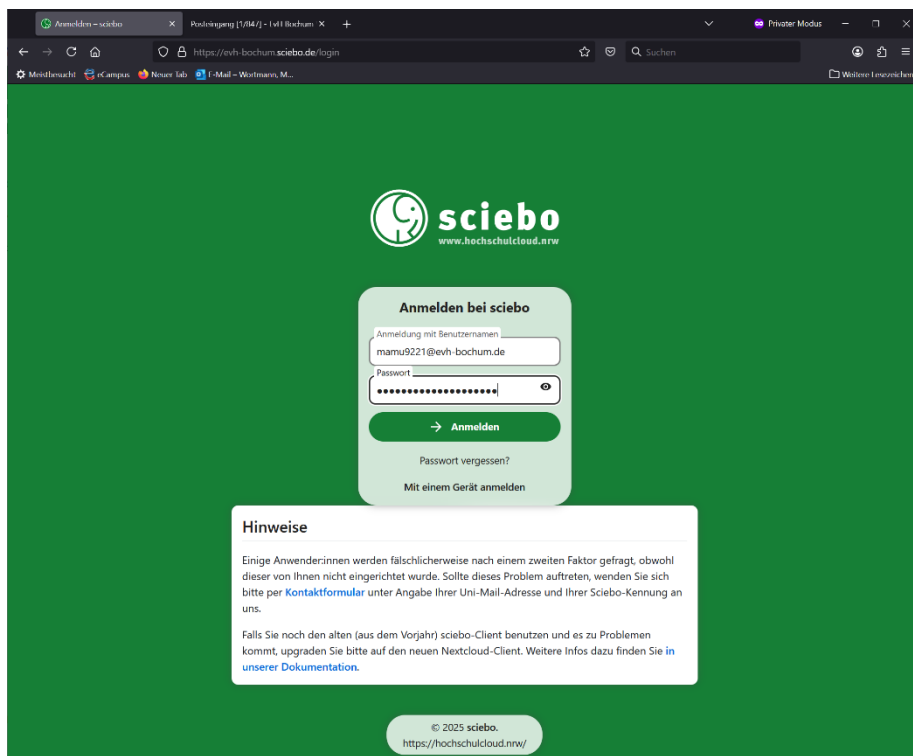 Anmelden – sciebo
Posteingang (1/847) - EvH Bochum
Privater Modus
https://evh-bochum.sciebo.de/login
Suchen
Meistbesucht eCampus Neuer Tab E-Mail – Wortmann, M...
Weitere Lesezeichen
sciebo
www.hochschulcloud.nrw
Anmelden bei sciebo
Anmeldung mit Benutzernamen
mamu9221@evh-bochum.de
Passwort
Anmelden
Passwort vergessen?
Mit einem Gerät anmelden
Hinweise
Einige Anwender:innen werden fälschlicherweise nach einem zweiten Faktor gefragt, obwohl
dieser von Ihnen nicht eingerichtet wurde. Sollte dieses Problem auftreten, wenden Sie sich
bitte per Kontaktformular unter Angabe Ihrer Uni-Mail-Adresse und Ihrer Sciebo-Kennung an
uns.
Falls Sie noch den alten (aus dem Vorjahr) sciebo-Client benutzen und es zu Problemen
kommt, upgraden Sie bitte auf den neuen Nextcloud-Client. Weitere Infos dazu finden Sie in
unserer Dokumentation.
© 2025 sciebo.
https://hochschulcloud.nrw/